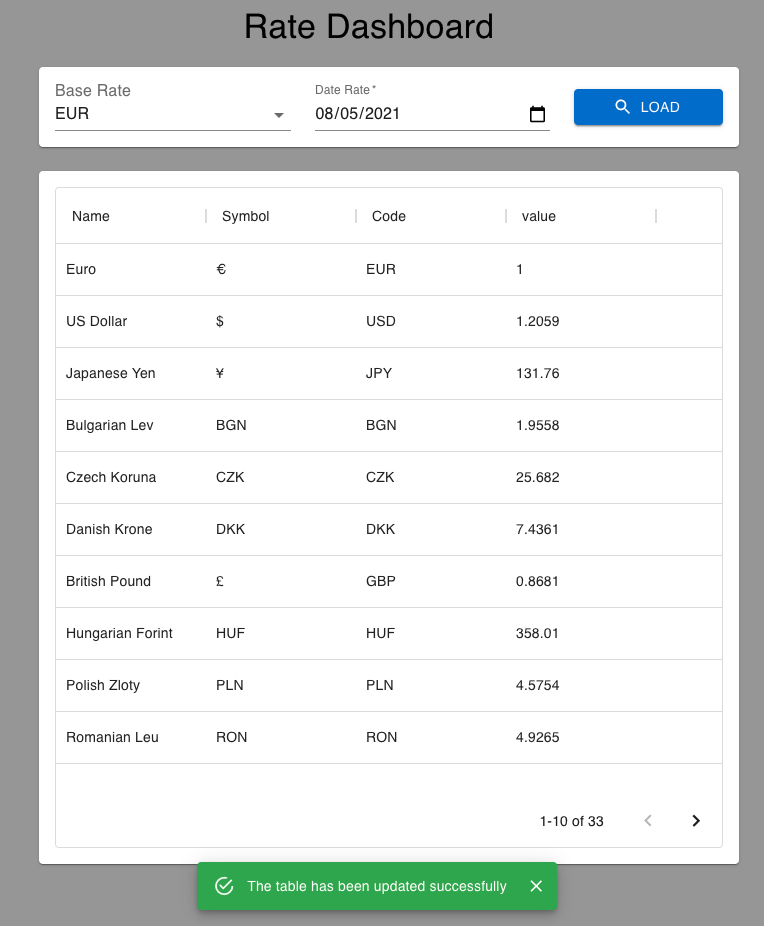 Rate Dashboard
Base Rate
Date Rate *
EUR
08/05/2021
LOAD
Name Symbol Code value
Euro € EUR 1
US Dollar $ USD 1.2059
Japanese Yen ¥ JPY 131.76
Bulgarian Lev BGN BGN 1.9558
Czech Koruna CZK CZK 25.682
Danish Krone DKK DKK 7.4361
British Pound £ GBP 0.8681
Hungarian Forint HUF HUF 358.01
Polish Zloty PLN PLN 4.5754
Romanian Leu RON RON 4.9265
1-10 of 33
The table has been updated successfully